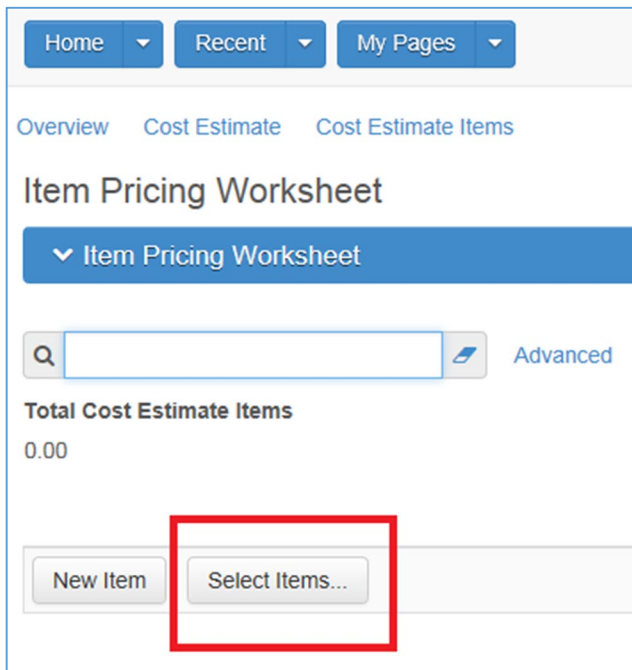 Home Recent My Pages
Overview Cost Estimate Cost Estimate Items
Item Pricing Worksheet
Item Pricing Worksheet
Advanced
Total Cost Estimate Items
0.00
New Item Select Items...